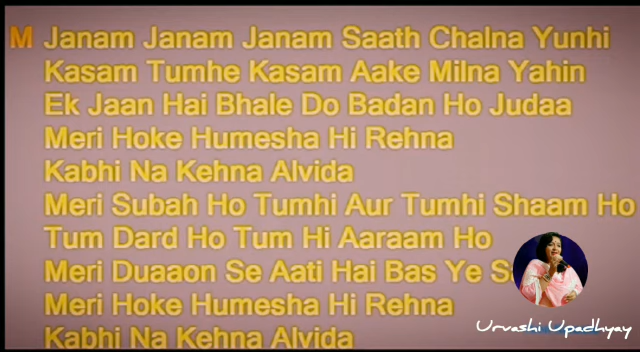 M Janam Janam Janam Saath Chalna Yunhi
Kasam Tumhe Kasam Aake Milna Yahin
Ek Jaan Hai Bhale Do Badan Ho Judaa
Meri Hoke Humesha Hi Rehna
Kabhi Na Kehna Alvida
Meri Subah Ho Tumhi Aur Tumhi Shaam Ho
Tum Dard Ho Tum Hi Aaraam Ho
Meri Duaaon Se Aati Hai Bas Ye
Meri Hoke Humesha Hi Rehna
Kabhi Na Kehna Alvida
Urvashi Upadhyay